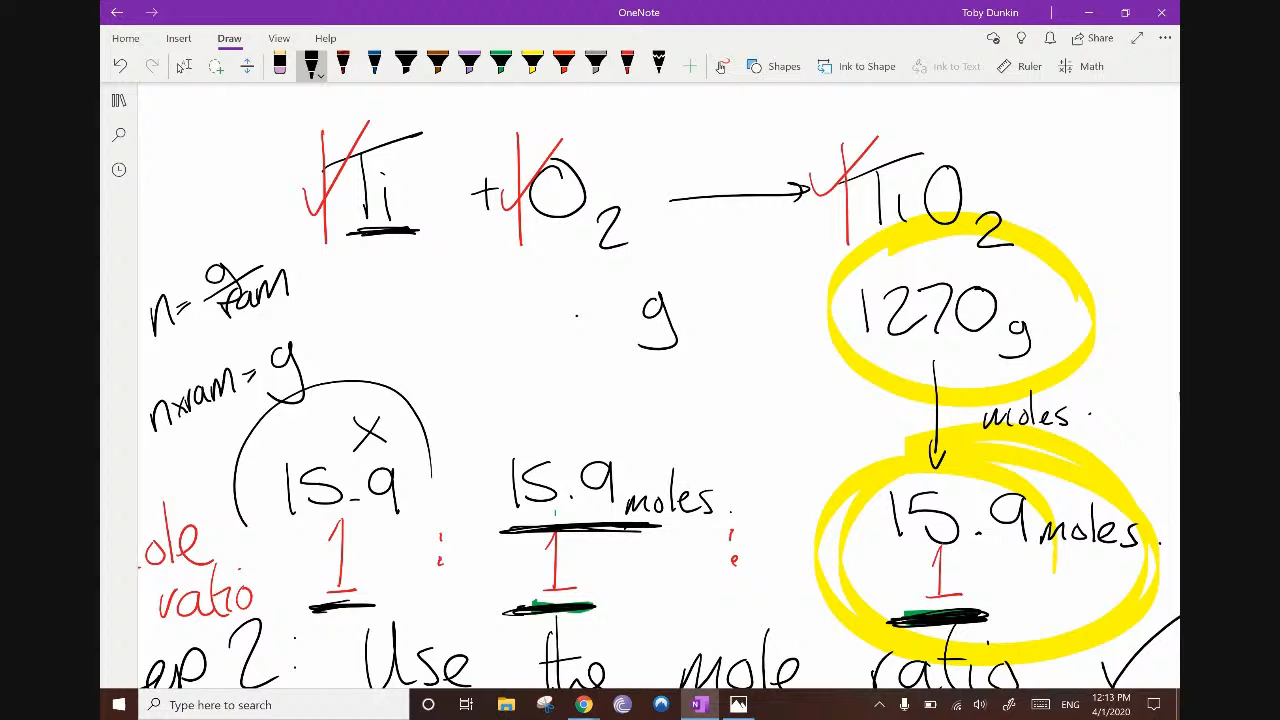 OneNote
Toby Dunkin
Home Insert Draw View Help
Share
Shapes Ink to Shape Ink to Text Ruler Math
Ti + O2 → TiO2
n = g/ram
1270g
g
n×ram = g
moles.
x
15.9 15.9 moles. 15.9 moles.
ole 1 : 1 : 1
ratio
ep 2: Use the mole ratio ✓
Type here to search
ENG
12:13 PM
4/1/2020